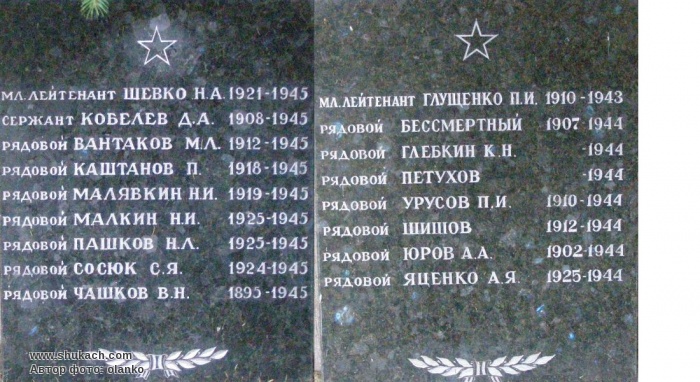 МЛ. ЛЕЙТЕНАНТ ШЕВКО Н.А. 1921-1945
СЕРЖАНТ КОБЕЛЕВ Д.А. 1908-1945
РЯДОВОЙ ВАНТАКОВ М.Л. 1912-1945
РЯДОВОЙ КАШТАНОВ П. 1918-1945
РЯДОВОЙ МАЛЯВКИН Н.И. 1919-1945
РЯДОВОЙ МАЛКИН Н.И. 1925-1945
РЯДОВОЙ ПАШКОВ Н.Л. 1925-1945
РЯДОВОЙ СОСЮК С.Я. 1924-1945
РЯДОВОЙ ЧАШКОВ В.Н. 1895-1945
www.shukach.com
Автор фото: olanko
МЛ. ЛЕЙТЕНАНТ ГЛУЩЕНКО П.И. 1910-1943
РЯДОВОЙ БЕССМЕРТНЫЙ 1907-1944
РЯДОВОЙ ГЛЕБКИН К.Н. -1944
РЯДОВОЙ ПЕТУХОВ -1944
РЯДОВОЙ УРУСОВ П.И. 1910-1944
РЯДОВОЙ ШИШОВ 1912-1944
РЯДОВОЙ ЮРОВ А.А. 1902-1944
РЯДОВОЙ ЯЦЕНКО А.Я. 1925-1944